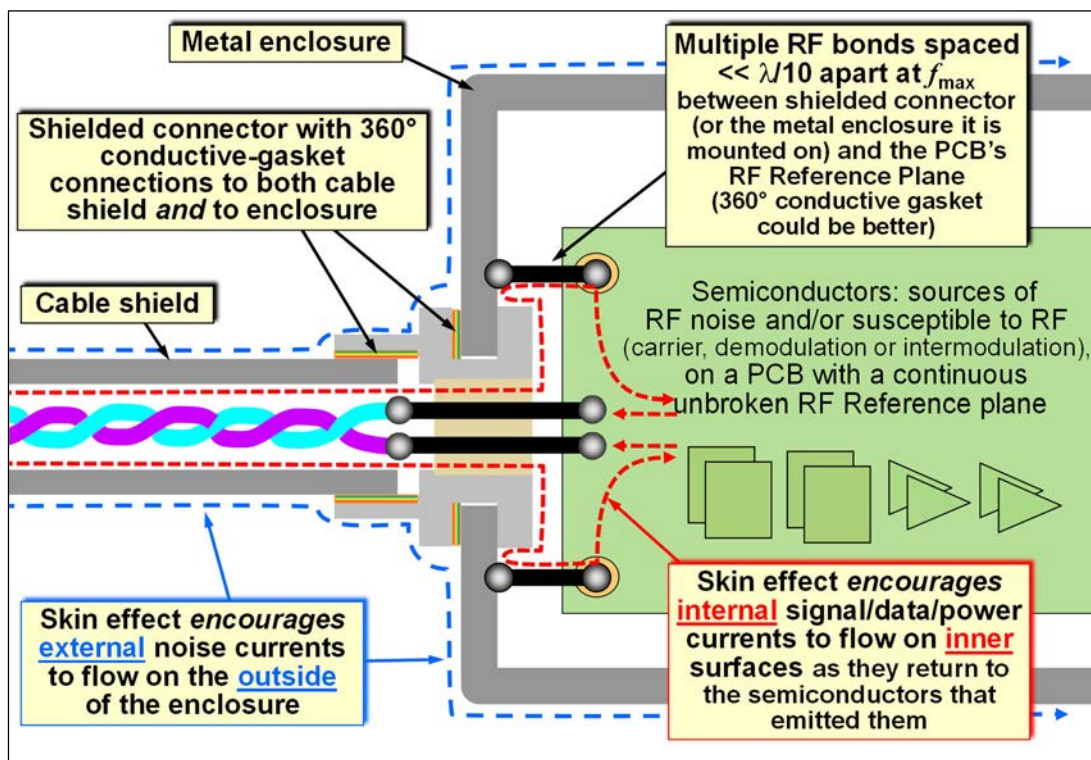 Metal enclosure
Multiple RF bonds spaced
<< λ/10 apart at fmax
between shielded connector
(or the metal enclosure it is
mounted on) and the PCB's
RF Reference Plane
(360° conductive gasket
could be better)
Shielded connector with 360°
conductive-gasket
connections to both cable
shield and to enclosure
Cable shield
Semiconductors: sources of
RF noise and/or susceptible to RF
(carrier, demodulation or intermodulation),
on a PCB with a continuous
unbroken RF Reference plane
Skin effect encourages
external noise currents
to flow on the outside
of the enclosure
Skin effect encourages
internal signal/data/power
currents to flow on inner
surfaces as they return to
the semiconductors that
emitted them